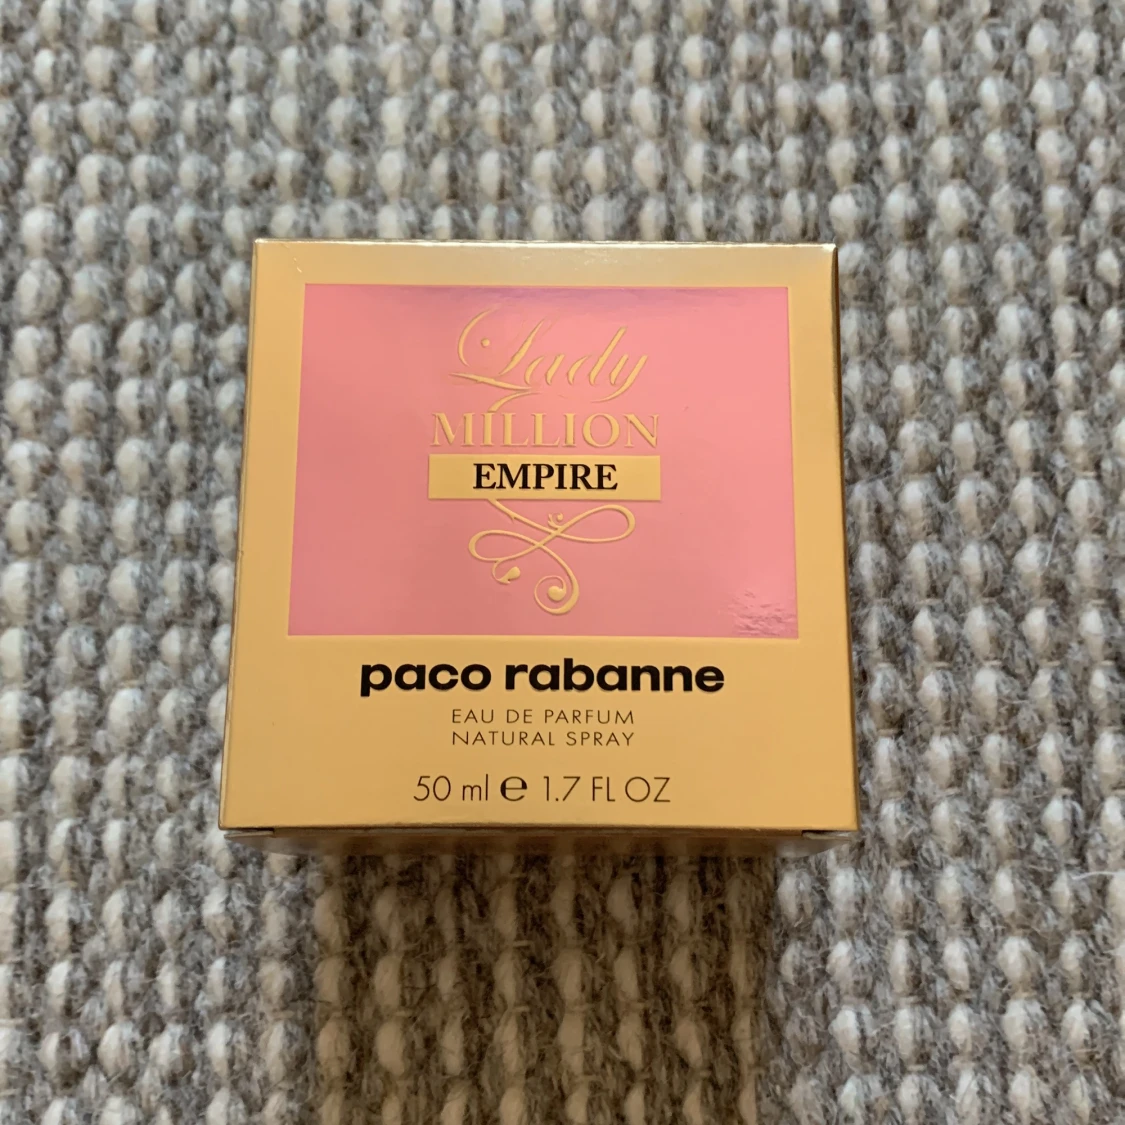 Lady
MILLION
EMPIRE
paco rabanne
EAU DE PARFUM
NATURAL SPRAY
50 ml ℮ 1.7 FL OZ